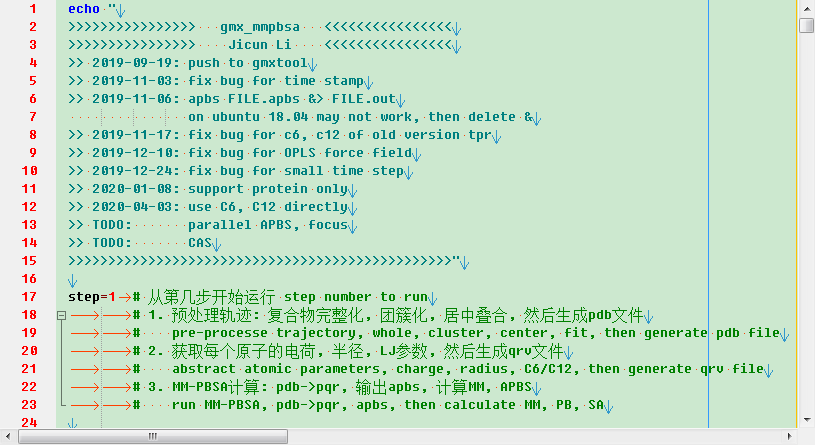 1 echo "
2 >>>>>>>>>>>>>>>> gmx_mmpbsa <<<<<<<<<<<<<<<<
3 >>>>>>>>>>>>>>>> Jicun Li <<<<<<<<<<<<<<<<
4 >> 2019-09-19: push to gmxtool
5 >> 2019-11-03: fix bug for time stamp
6 >> 2019-11-06: apbs FILE.apbs &> FILE.out
7 on ubuntu 18.04 may not work, then delete &
8 >> 2019-11-17: fix bug for c6, c12 of old version tpr
9 >> 2019-12-10: fix bug for OPLS force field
10 >> 2019-12-24: fix bug for small time step
11 >> 2020-01-08: support protein only
12 >> 2020-04-03: use C6, C12 directly
13 >> TODO: parallel APBS, focus
14 >> TODO: CAS
15 >>>>>>>>>>>>>>>>>>>>>>>>>>>>>>>>>>>>>>>>>>>>>>>>"
16
17 step=1 # 从第几步开始运行 step number to run
18 # 1. 预处理轨迹: 复合物完整化, 团簇化, 居中叠合, 然后生成pdb文件
19 # pre-processe trajectory, whole, cluster, center, fit, then generate pdb file
20 # 2. 获取每个原子的电荷, 半径, LJ参数, 然后生成qrv文件
21 # abstract atomic parameters, charge, radius, C6/C12, then generate qrv file
22 # 3. MM-PBSA计算: pdb->pqr, 输出apbs, 计算MM, APBS
23 # run MM-PBSA, pdb->pqr, apbs, then calculate MM, PB, SA
24